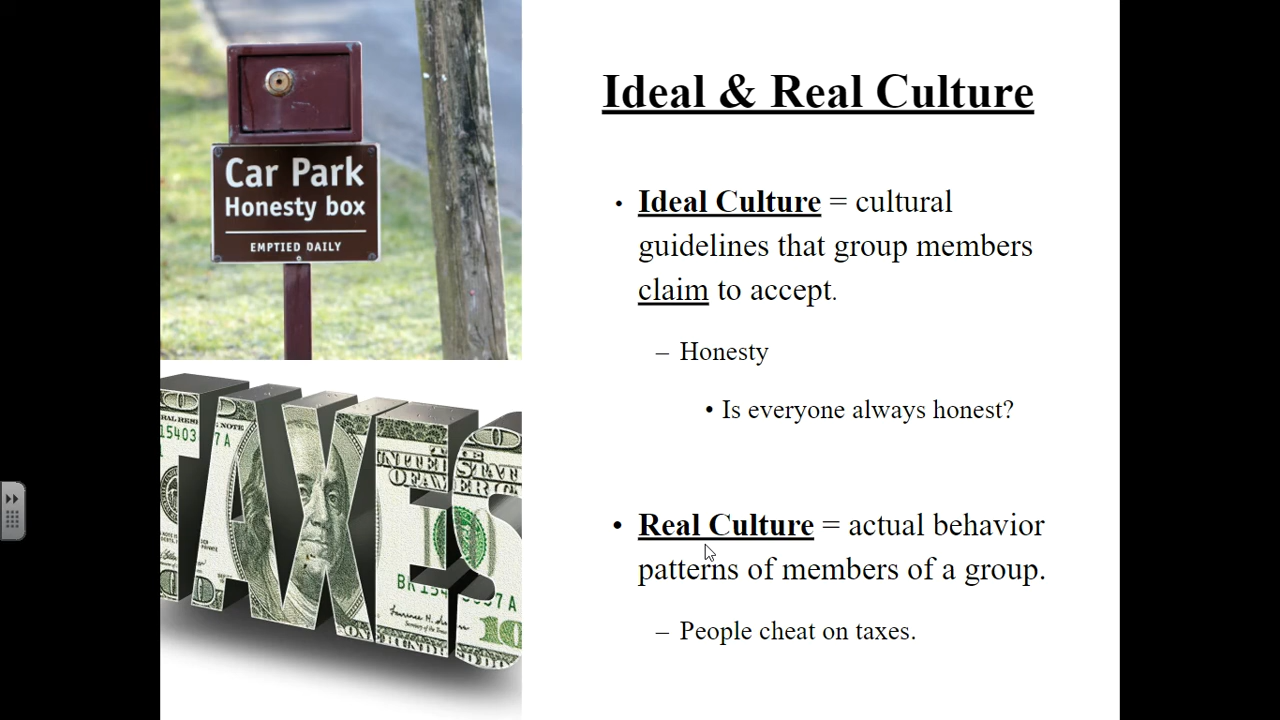 Car Park
Honesty box
EMPTIED DAILY
Ideal & Real Culture
• Ideal Culture = cultural
guidelines that group members
claim to accept.
– Honesty
• Is everyone always honest?
• Real Culture = actual behavior
patterns of members of a group.
– People cheat on taxes.
TAXES